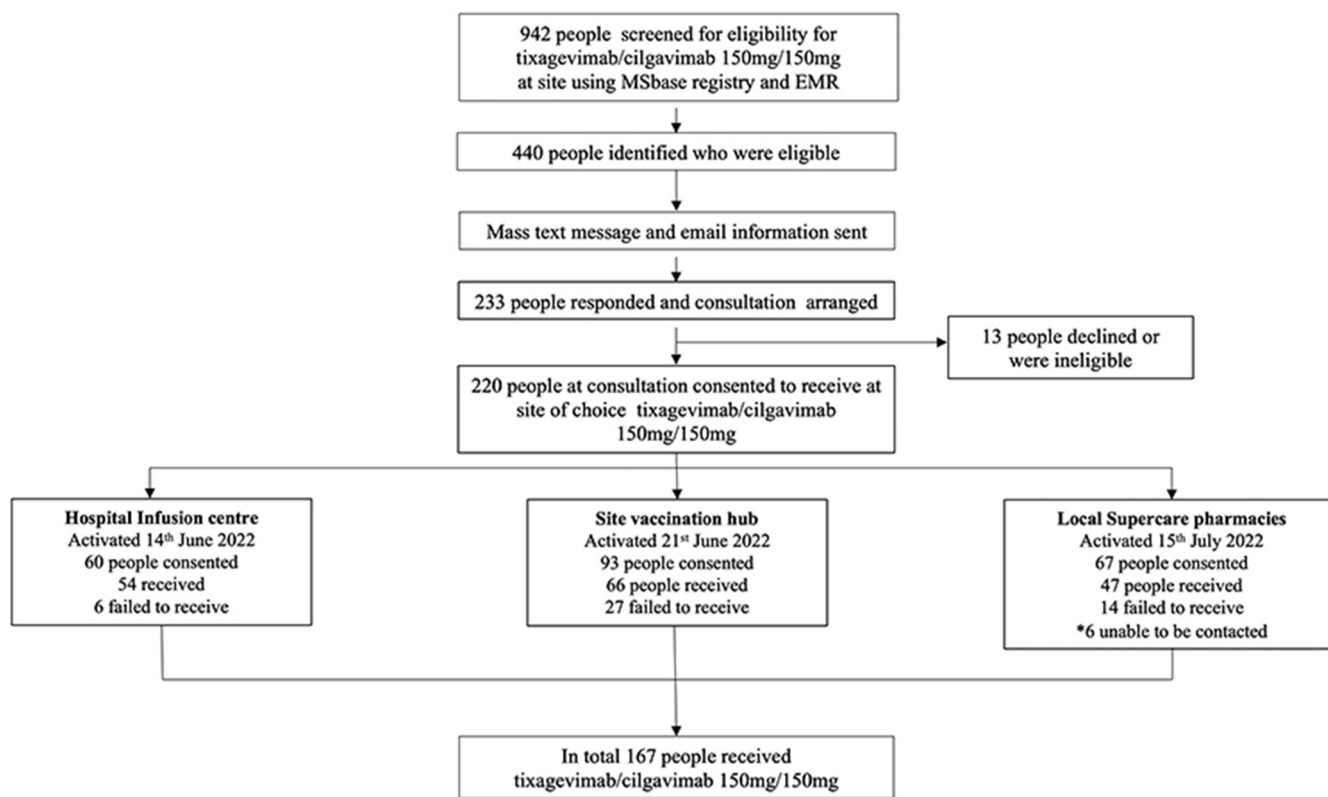 942 people screened for eligibility for
tixagevimab/cilgavimab 150mg/150mg
at site using MSbase registry and EMR
440 people identified who were eligible
Mass text message and email information sent
233 people responded and consultation arranged
13 people declined or
were ineligible
220 people at consultation consented to receive at
site of choice tixagevimab/cilgavimab
150mg/150mg
Hospital Infusion centre
Activated 14th June 2022
60 people consented
54 received
6 failed to receive
Site vaccination hub
Activated 21st June 2022
93 people consented
66 people received
27 failed to receive
Local Supercare pharmacies
Activated 15th July 2022
67 people consented
47 people received
14 failed to receive
*6 unable to be contacted
In total 167 people received
tixagevimab/cilgavimab 150mg/150mg